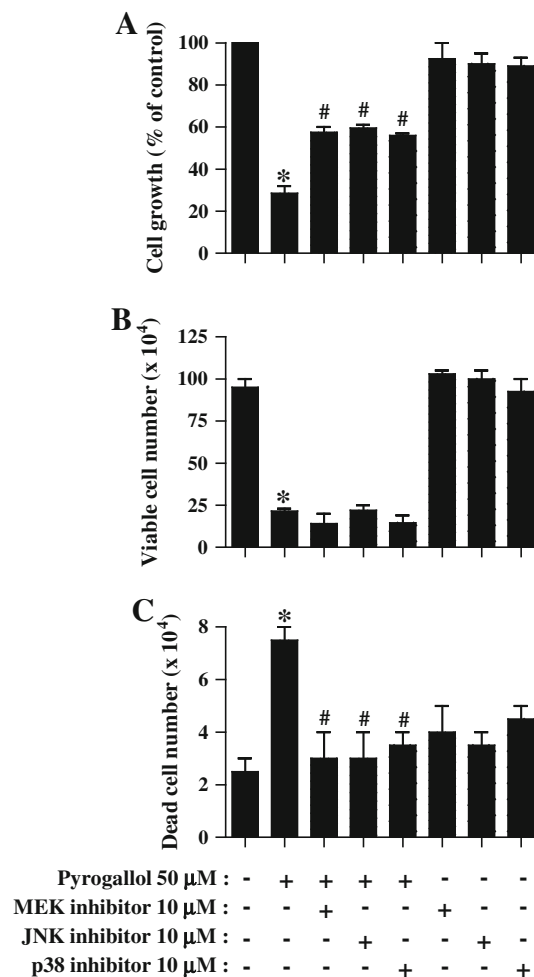 A
Cell growth (% of control)
100
80
60
40
20
0
*
#
#
#
B
Viable cell number (x 10⁴)
125
100
75
50
25
0
*
C
Dead cell number (x 10⁴)
8
6
4
2
0
*
#
#
#
Pyrogallol 50 μM : - + + + + - - -
MEK inhibitor 10 μM : - - + - - + - -
JNK inhibitor 10 μM : - - - + - - + -
p38 inhibitor 10 μM : - - - - + - - +